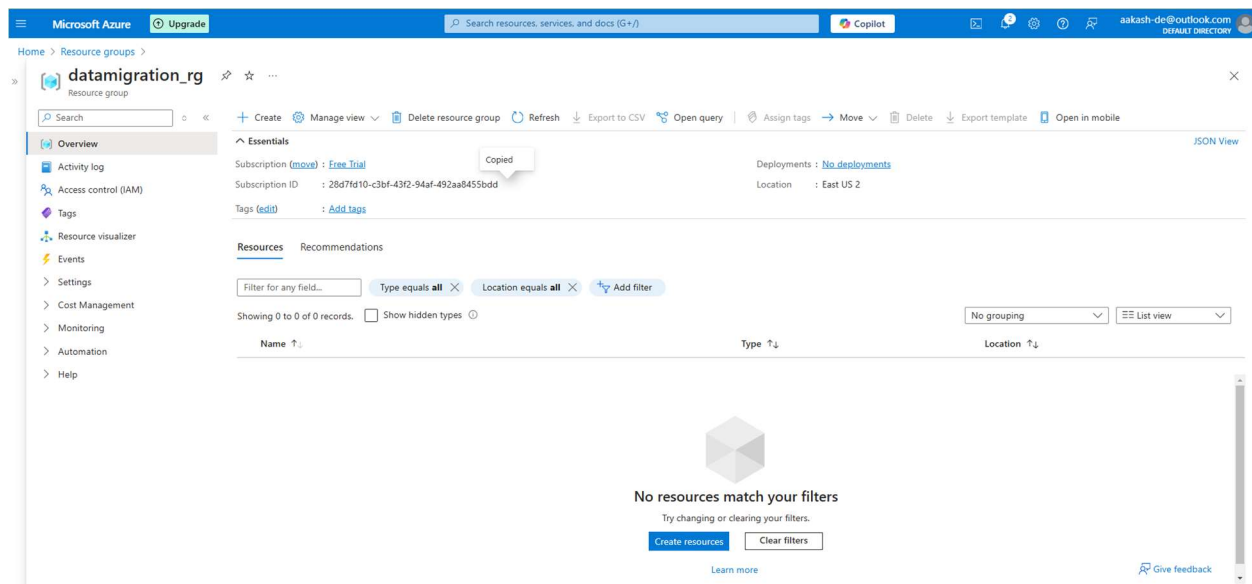 Microsoft Azure Upgrade Search resources, services, and docs (G+/) Copilot 2 aakash-de@outlook.com
DEFAULT DIRECTORY
Home > Resource groups >
datamigration_rg
Resource group
Search
+ Create Manage view Delete resource group Refresh Export to CSV Open query Assign tags Move Delete Export template Open in mobile
Overview
Activity log
Access control (IAM)
Tags
Resource visualizer
Events
Settings
Cost Management
Monitoring
Automation
Help
Essentials JSON View
Copied
Subscription (move) : Free Trial Deployments : No deployments
Subscription ID : 28d7fd10-c3bf-43f2-94af-492aa8455bdd Location : East US 2
Tags (edit) : Add tags
Resources Recommendations
Filter for any field... Type equals all Location equals all Add filter
Showing 0 to 0 of 0 records. Show hidden types No grouping List view
Name ↑ Type ↑↓ Location ↑↓
No resources match your filters
Try changing or clearing your filters.
Create resources Clear filters
Learn more
Give feedback